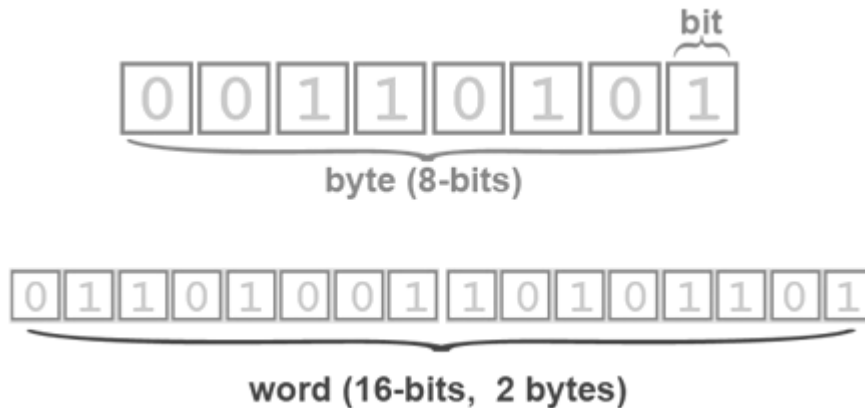 bit
0 0 1 1 0 1 0 1
byte (8-bits)
0 1 1 0 1 0 0 1 1 0 1 0 1 1 0 1
word (16-bits, 2 bytes)